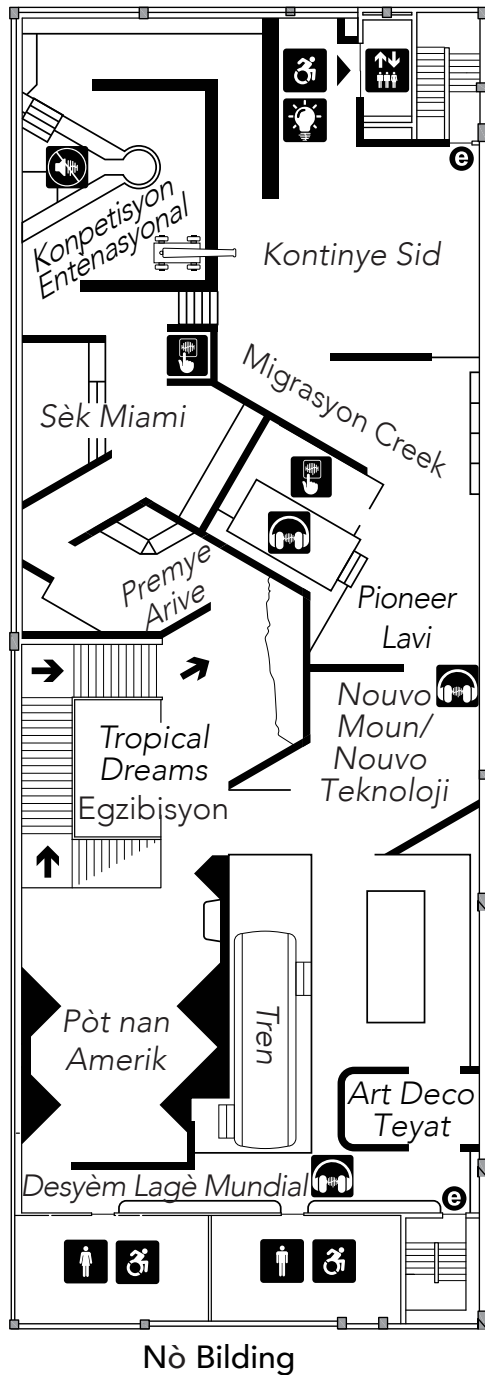 e
Konpetisyon
Entènasyonal
Kontinye Sid
Migrasyon Creek
Sèk Miami
Premye
Arive
Pioneer
Lavi
Nouvo
Moun/
Nouvo
Teknoloji
Tropical
Dreams
Egzibisyon
Pòt nan
Amerik
Tren
Art Deco
Teyat
Desyèm Lagè Mundial
e
Nò Bilding